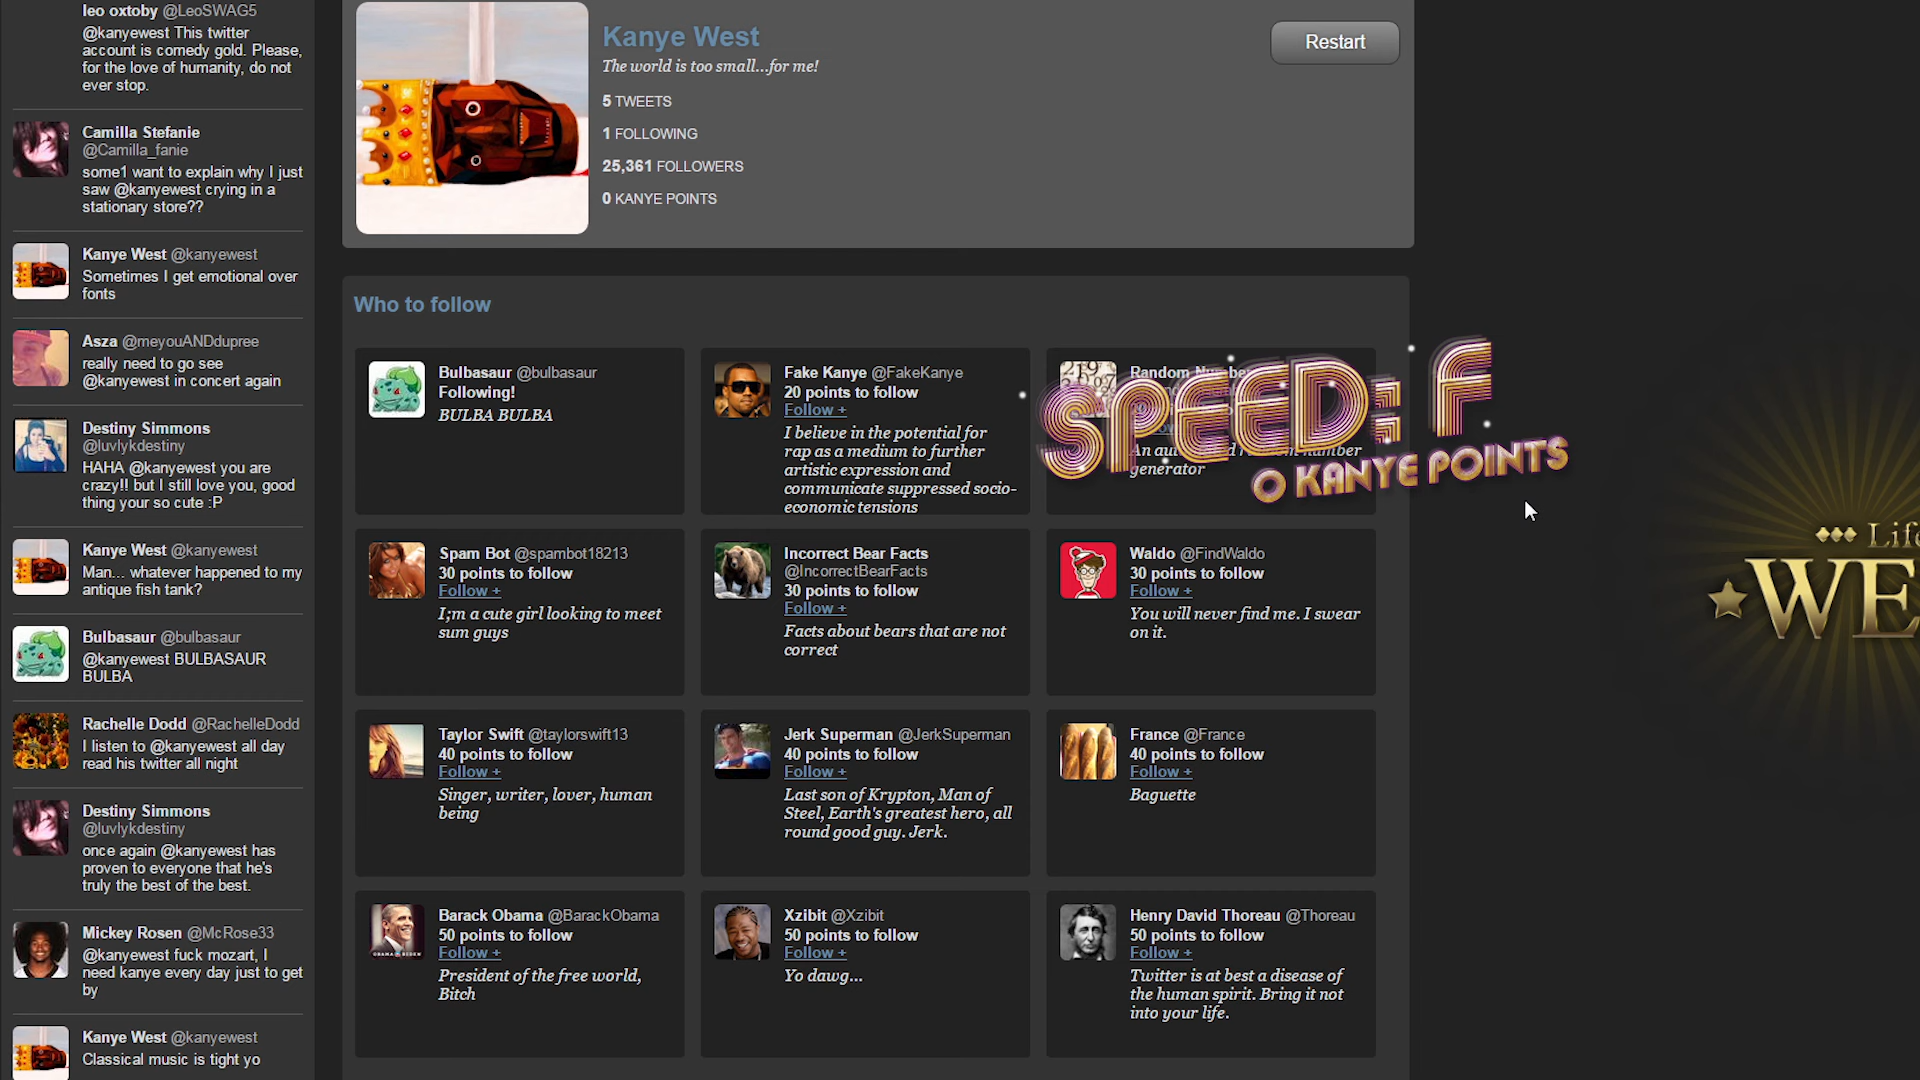 leo oxtoby @LeoSWAG5
@kanyewest This twitter
account is comedy gold. Please,
for the love of humanity, do not
ever stop.
Camilla Stefanie
@Camilla_fanie
some1 want to explain why I just
saw @kanyewest crying in a
stationary store??
Kanye West @kanyewest
Sometimes I get emotional over
fonts
Asza @meyouANDdupree
really need to go see
@kanyewest in concert again
Destiny Simmons
@luvlykdestiny
HAHA @kanyewest you are
crazy!! but I still love you, good
thing your so cute :P
Kanye West @kanyewest
Man... whatever happened to my
antique fish tank?
Bulbasaur @bulbasaur
@kanyewest BULBASAUR
BULBA
Rachelle Dodd @RachelleDodd
I listen to @kanyewest all day
read his twitter all night
Destiny Simmons
@luvlykdestiny
once again @kanyewest has
proven to everyone that he's
truly the best of the best.
Mickey Rosen @McRose33
@kanyewest fuck mozart, I
need kanye every day just to get
by
Kanye West @kanyewest
Classical music is tight yo
Kanye West
The world is too small...for me!
5 TWEETS
1 FOLLOWING
25,361 FOLLOWERS
0 KANYE POINTS
Restart
Who to follow
Bulbasaur @bulbasaur
Following!
BULBA BULBA
Fake Kanye @FakeKanye
20 points to follow
Follow +
I believe in the potential for
rap as a medium to further
artistic expression and
communicate suppressed socio-
economic tensions
Random Number
generator
SPEED: F
0 KANYE POINTS
Spam Bot @spambot18213
30 points to follow
Follow +
I;m a cute girl looking to meet
sum guys
Incorrect Bear Facts
@IncorrectBearFacts
30 points to follow
Follow +
Facts about bears that are not
correct
Waldo @FindWaldo
30 points to follow
Follow +
You will never find me. I swear
on it.
Taylor Swift @taylorswift13
40 points to follow
Follow +
Singer, writer, lover, human
being
Jerk Superman @JerkSuperman
40 points to follow
Follow +
Last son of Krypton, Man of
Steel, Earth's greatest hero, all
round good guy. Jerk.
France @France
40 points to follow
Follow +
Baguette
Barack Obama @BarackObama
50 points to follow
Follow +
President of the free world,
Bitch
Xzibit @Xzibit
50 points to follow
Follow +
Yo dawg...
Henry David Thoreau @Thoreau
50 points to follow
Follow +
Twitter is at best a disease of
the human spirit. Bring it not
into your life.
Life
WE